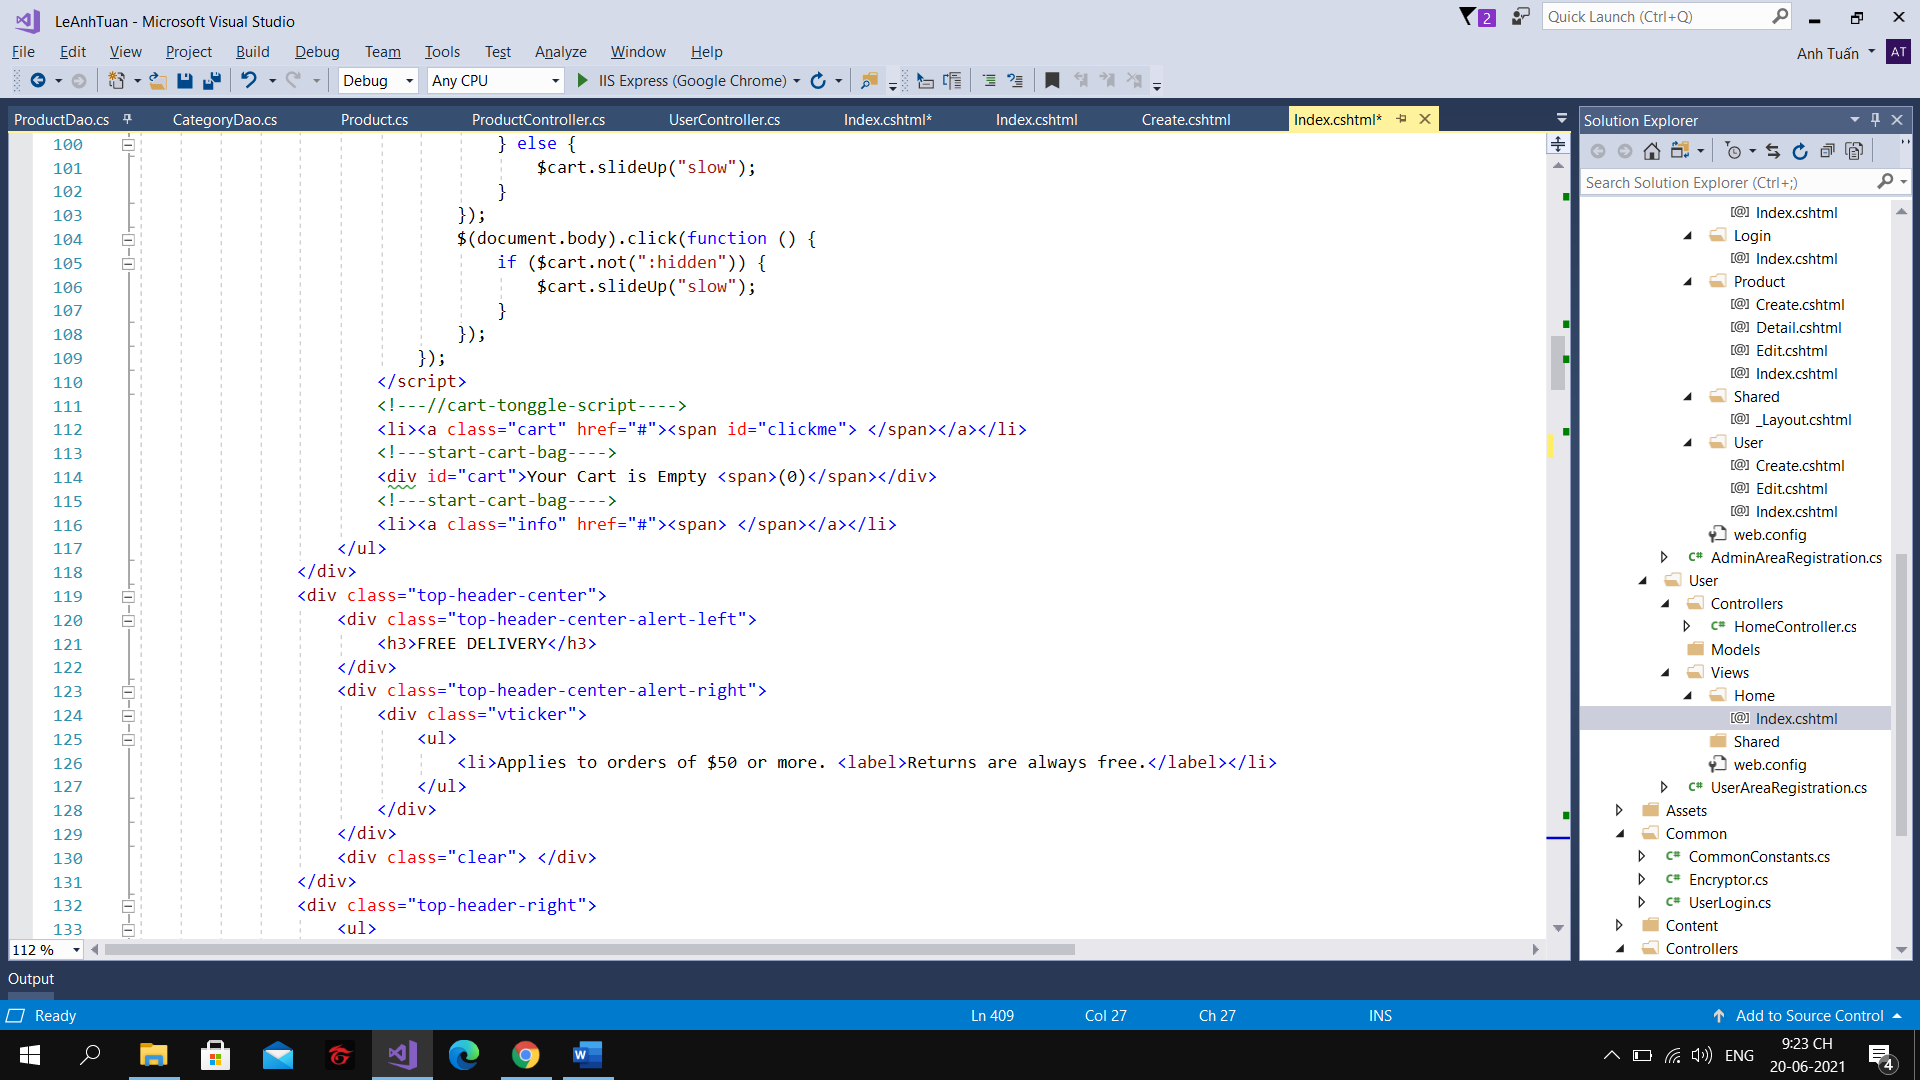 LeAnhTuan - Microsoft Visual Studio
2
Quick Launch (Ctrl+Q)
File Edit View Project Build Debug Team Tools Test Analyze Window Help
Anh Tuấn AT
Debug Any CPU IIS Express (Google Chrome)
ProductDao.cs CategoryDao.cs Product.cs ProductController.cs UserController.cs Index.cshtml* Index.cshtml Create.cshtml Index.cshtml*
100 } else {
101 $cart.slideUp("slow");
102 }
103 });
104 $(document.body).click(function () {
105 if ($cart.not(":hidden")) {
106 $cart.slideUp("slow");
107 }
108 });
109 });
110 </script>
111 <!---//cart-tonggle-script---->
112 <li><a class="cart" href="#"><span id="clickme"> </span></a></li>
113 <!---start-cart-bag---->
114 <div id="cart">Your Cart is Empty <span>(0)</span></div>
115 <!---start-cart-bag---->
116 <li><a class="info" href="#"><span> </span></a></li>
117 </ul>
118 </div>
119 <div class="top-header-center">
120 <div class="top-header-center-alert-left">
121 <h3>FREE DELIVERY</h3>
122 </div>
123 <div class="top-header-center-alert-right">
124 <div class="vticker">
125 <ul>
126 <li>Applies to orders of $50 or more. <label>Returns are always free.</label></li>
127 </ul>
128 </div>
129 </div>
130 <div class="clear"> </div>
131 </div>
132 <div class="top-header-right">
133 <ul>
112 %
Solution Explorer
Search Solution Explorer (Ctrl+;)
[@] Index.cshtml
Login
[@] Index.cshtml
Product
[@] Create.cshtml
[@] Detail.cshtml
[@] Edit.cshtml
[@] Index.cshtml
Shared
[@] _Layout.cshtml
User
[@] Create.cshtml
[@] Edit.cshtml
[@] Index.cshtml
web.config
C# AdminAreaRegistration.cs
User
Controllers
C# HomeController.cs
Models
Views
Home
[@] Index.cshtml
Shared
web.config
C# UserAreaRegistration.cs
Assets
Common
C# CommonConstants.cs
C# Encryptor.cs
C# UserLogin.cs
Content
Controllers
Output
Ready Ln 409 Col 27 Ch 27 INS Add to Source Control
ENG
9:23 CH
20-06-2021
4